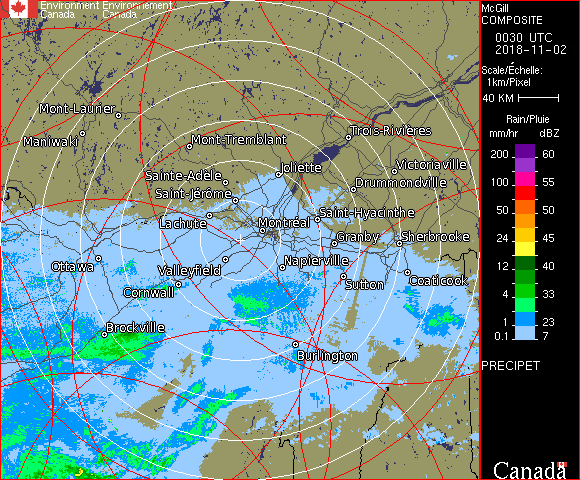 Environment Environnement
Canada Canada
McGill
COMPOSITE
0030 UTC
2018-11-02
Scale/Échelle:
1km/Pixel
40 KM
Rain/Pluie
mm/hr dBZ
200 60
100 55
50 50
24 45
12 40
4 33
1 23
0.1 7
PRECIPET
Canada
Mont-Laurier
Trois-Rivières
Maniwaki
Mont-Tremblant
Joliette
Victoriaville
Sainte-Adèle
Drummondville
Saint-Jérôme
Saint-Hyacinthe
Lachute
Montréal
Granby
Sherbrooke
Ottawa
Valleyfield
Napierville
Sutton
Coaticook
Cornwall
Brockville
Burlington